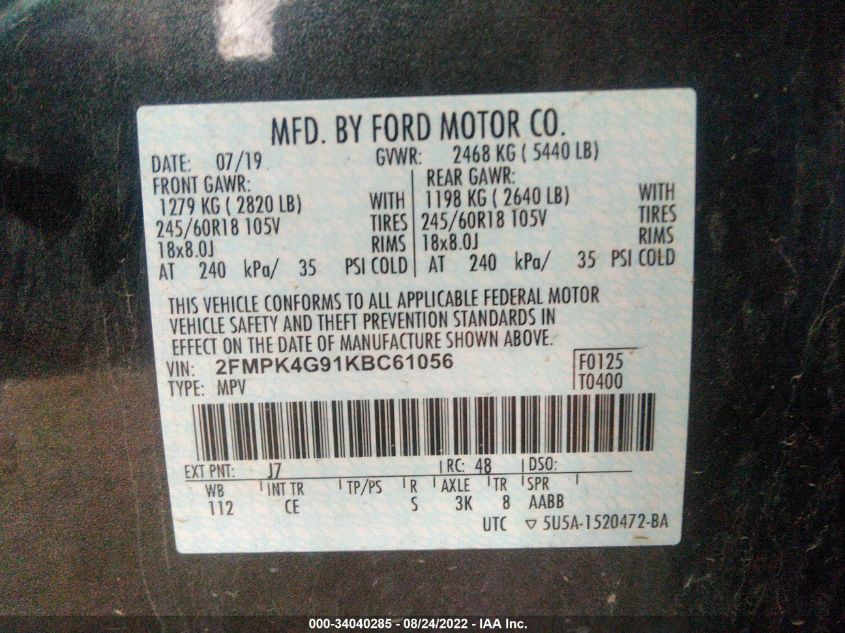 MFD. BY FORD MOTOR CO.
DATE: 07/19 GVWR: 2468 KG ( 5440 LB)
FRONT GAWR: REAR GAWR:
1279 KG ( 2820 LB) WITH 1198 KG ( 2640 LB) WITH
245/60R18 105V TIRES 245/60R18 105V TIRES
18x8.0J RIMS 18x8.0J RIMS
AT 240 kPa/ 35 PSI COLD AT 240 kPa/ 35 PSI COLD
THIS VEHICLE CONFORMS TO ALL APPLICABLE FEDERAL MOTOR
VEHICLE SAFETY AND THEFT PREVENTION STANDARDS IN
EFFECT ON THE DATE OF MANUFACTURE SHOWN ABOVE.
VIN: 2FMPK4G91KBC61056 F0125
TYPE: MPV T0400
EXT PNT: J7 RC: 48 DSO:
WB INT TR TP/PS R AXLE TR SPR
112 CE S 3K 8 AABB
UTC ▽ 5U5A-1520472-BA
000-34040285 - 08/24/2022 - IAA Inc.